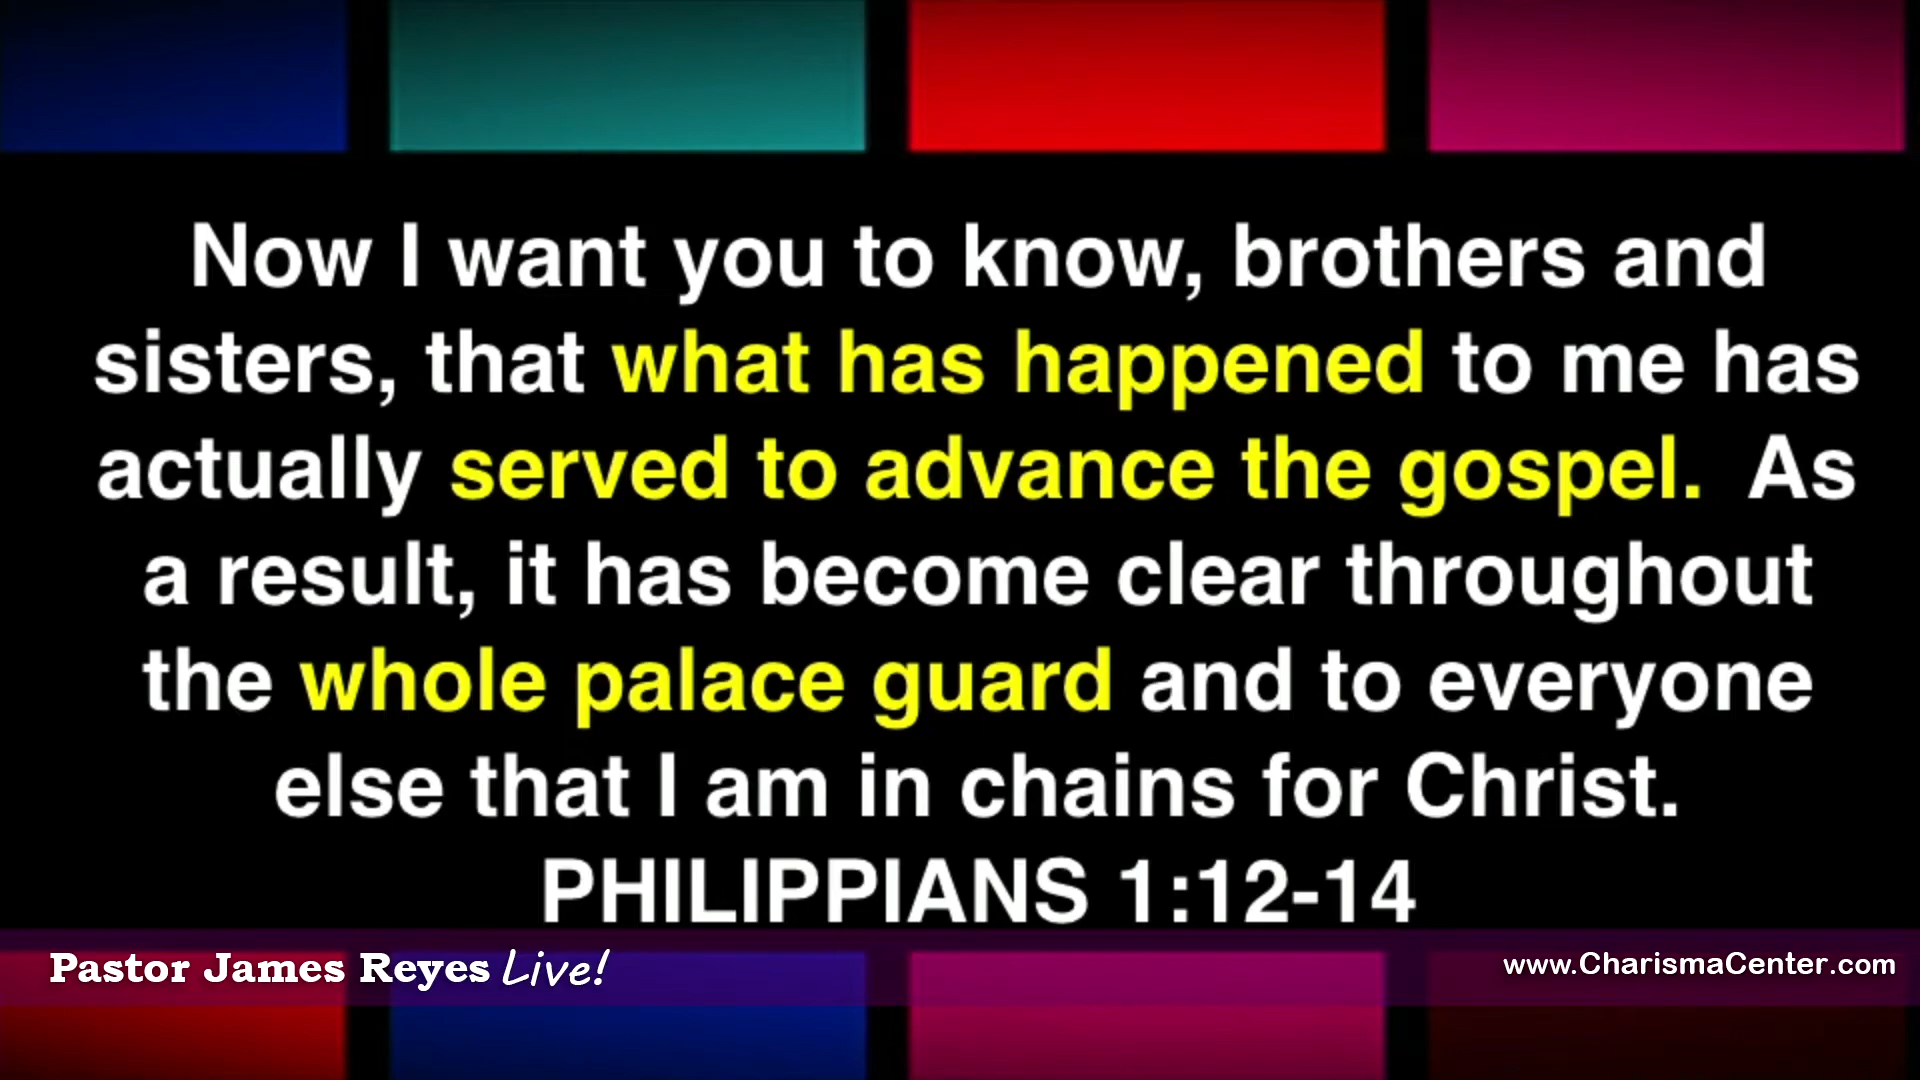 Now I want you to know, brothers and
sisters, that what has happened to me has
actually served to advance the gospel.  As
a result, it has become clear throughout
the whole palace guard and to everyone
else that I am in chains for Christ.
PHILIPPIANS 1:12-14
Pastor James Reyes Live!
www.CharismaCenter.com